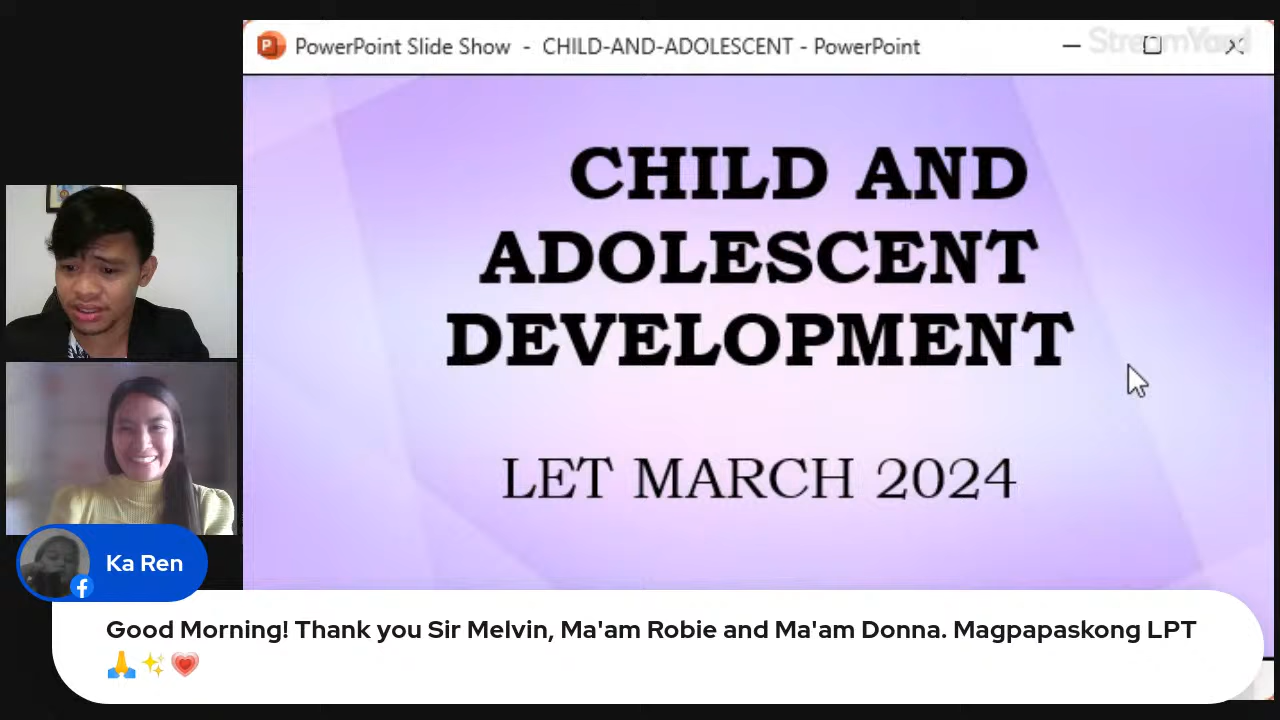 PowerPoint Slide Show - CHILD-AND-ADOLESCENT - PowerPoint
StreamYard
CHILD AND
ADOLESCENT
DEVELOPMENT
LET MARCH 2024
Ka Ren
Good Morning! Thank you Sir Melvin, Ma'am Robie and Ma'am Donna. Magpapaskong LPT
🙏✨💗